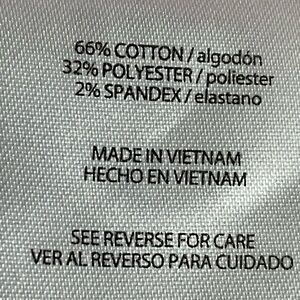 66% COTTON / algodón
32% POLYESTER / poliester
2% SPANDEX / elastano
MADE IN VIETNAM
HECHO EN VIETNAM
SEE REVERSE FOR CARE
VER AL REVERSO PARA CUIDADO